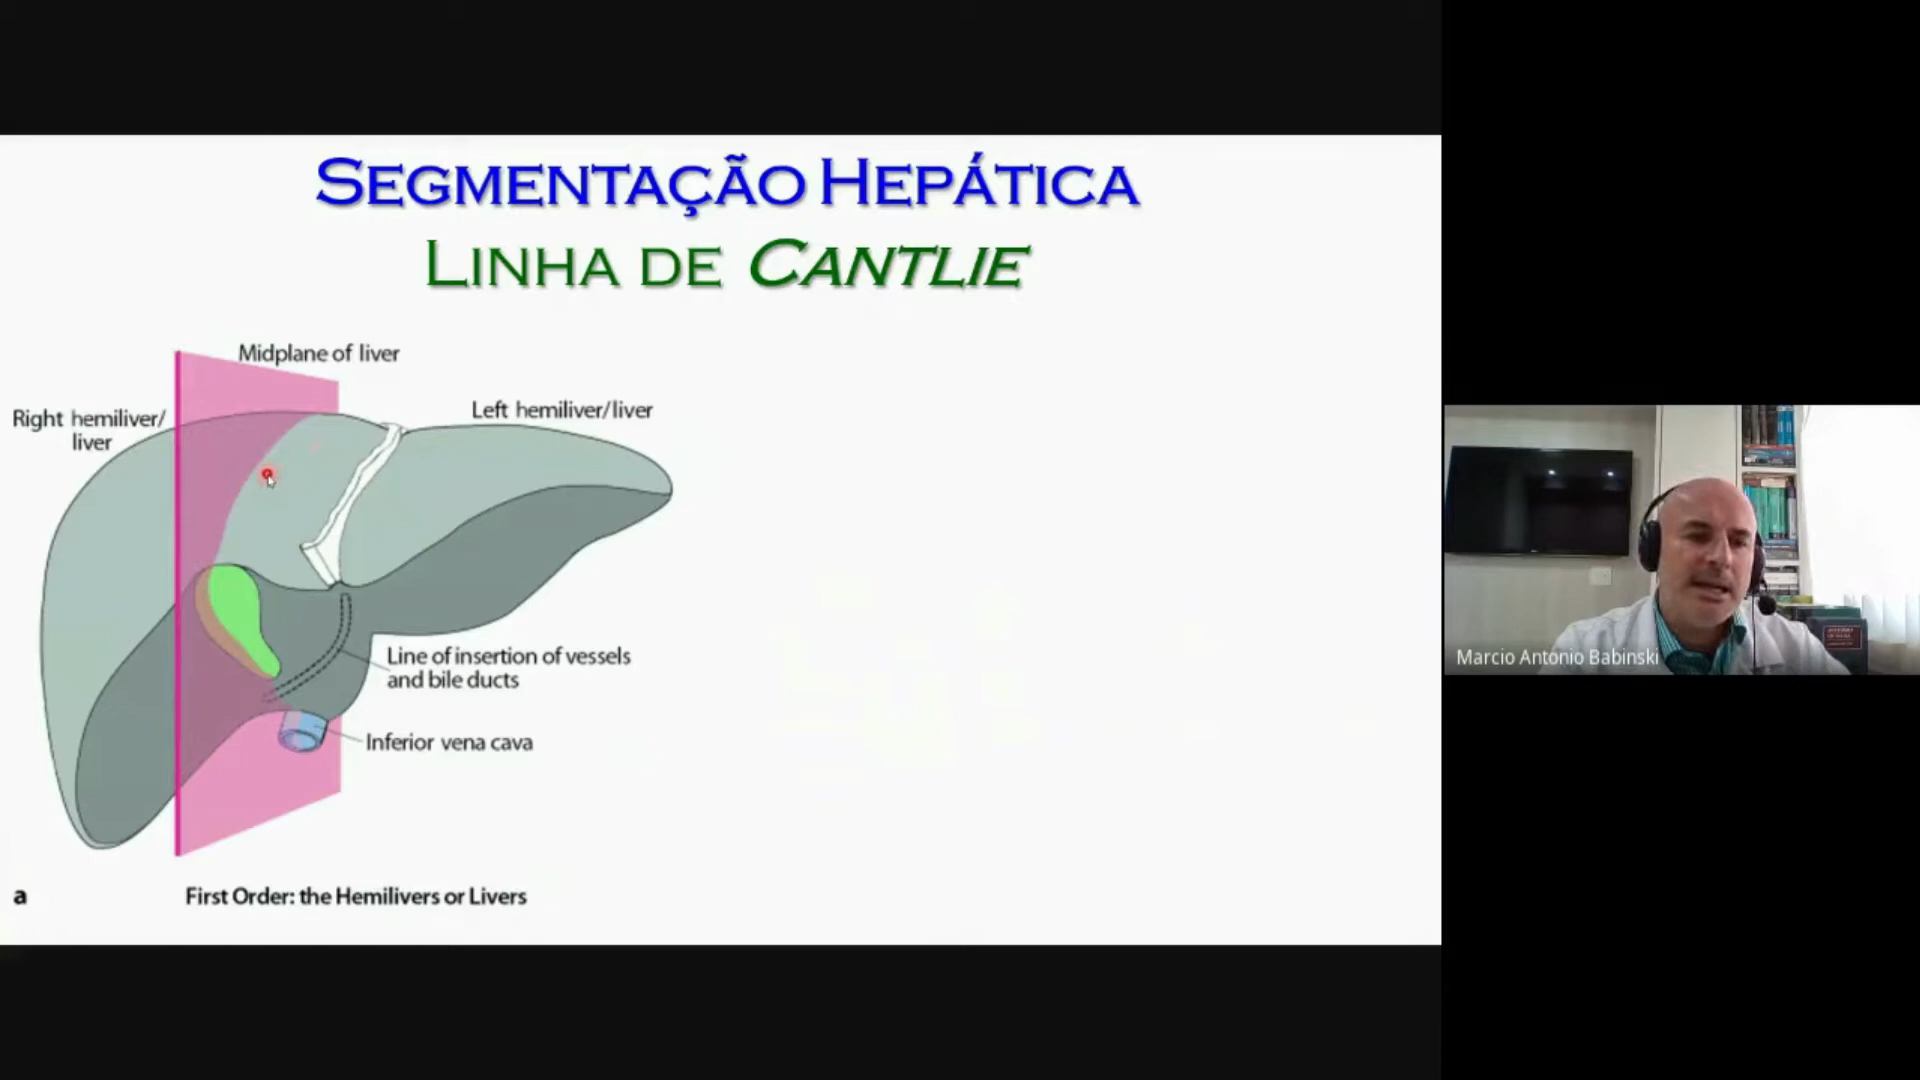 SEGMENTAÇÃO HEPÁTICA
LINHA DE CANTLIE
Midplane of liver
Right hemiliver/
liver
Left hemiliver/liver
Line of insertion of vessels
and bile ducts
Inferior vena cava
a
First Order: the Hemilivers or Livers
Marcio Antonio Babinski